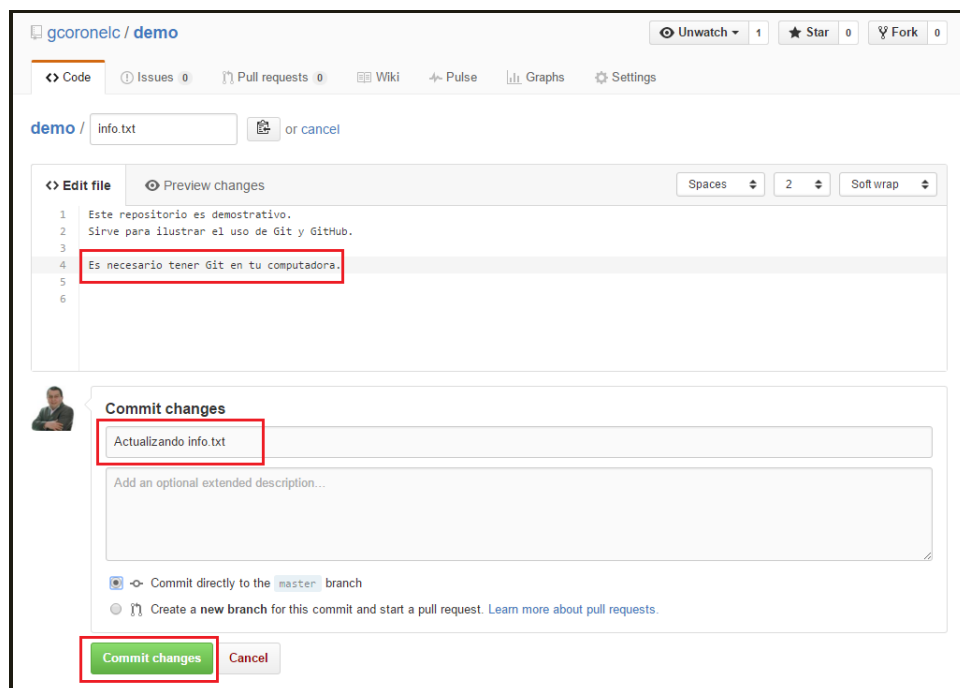 gcoronelc / demo
Unwatch 1 Star 0 Fork 0
Code Issues 0 Pull requests 0 Wiki Pulse Graphs Settings
demo / info.txt or cancel
Edit file Preview changes Spaces 2 Soft wrap
1 Este repositorio es demostrativo.
2 Sirve para ilustrar el uso de Git y GitHub.
3
4 Es necesario tener Git en tu computadora.
5
6
Commit changes
Actualizando info.txt
Add an optional extended description...
Commit directly to the master branch
Create a new branch for this commit and start a pull request. Learn more about pull requests.
Commit changes Cancel